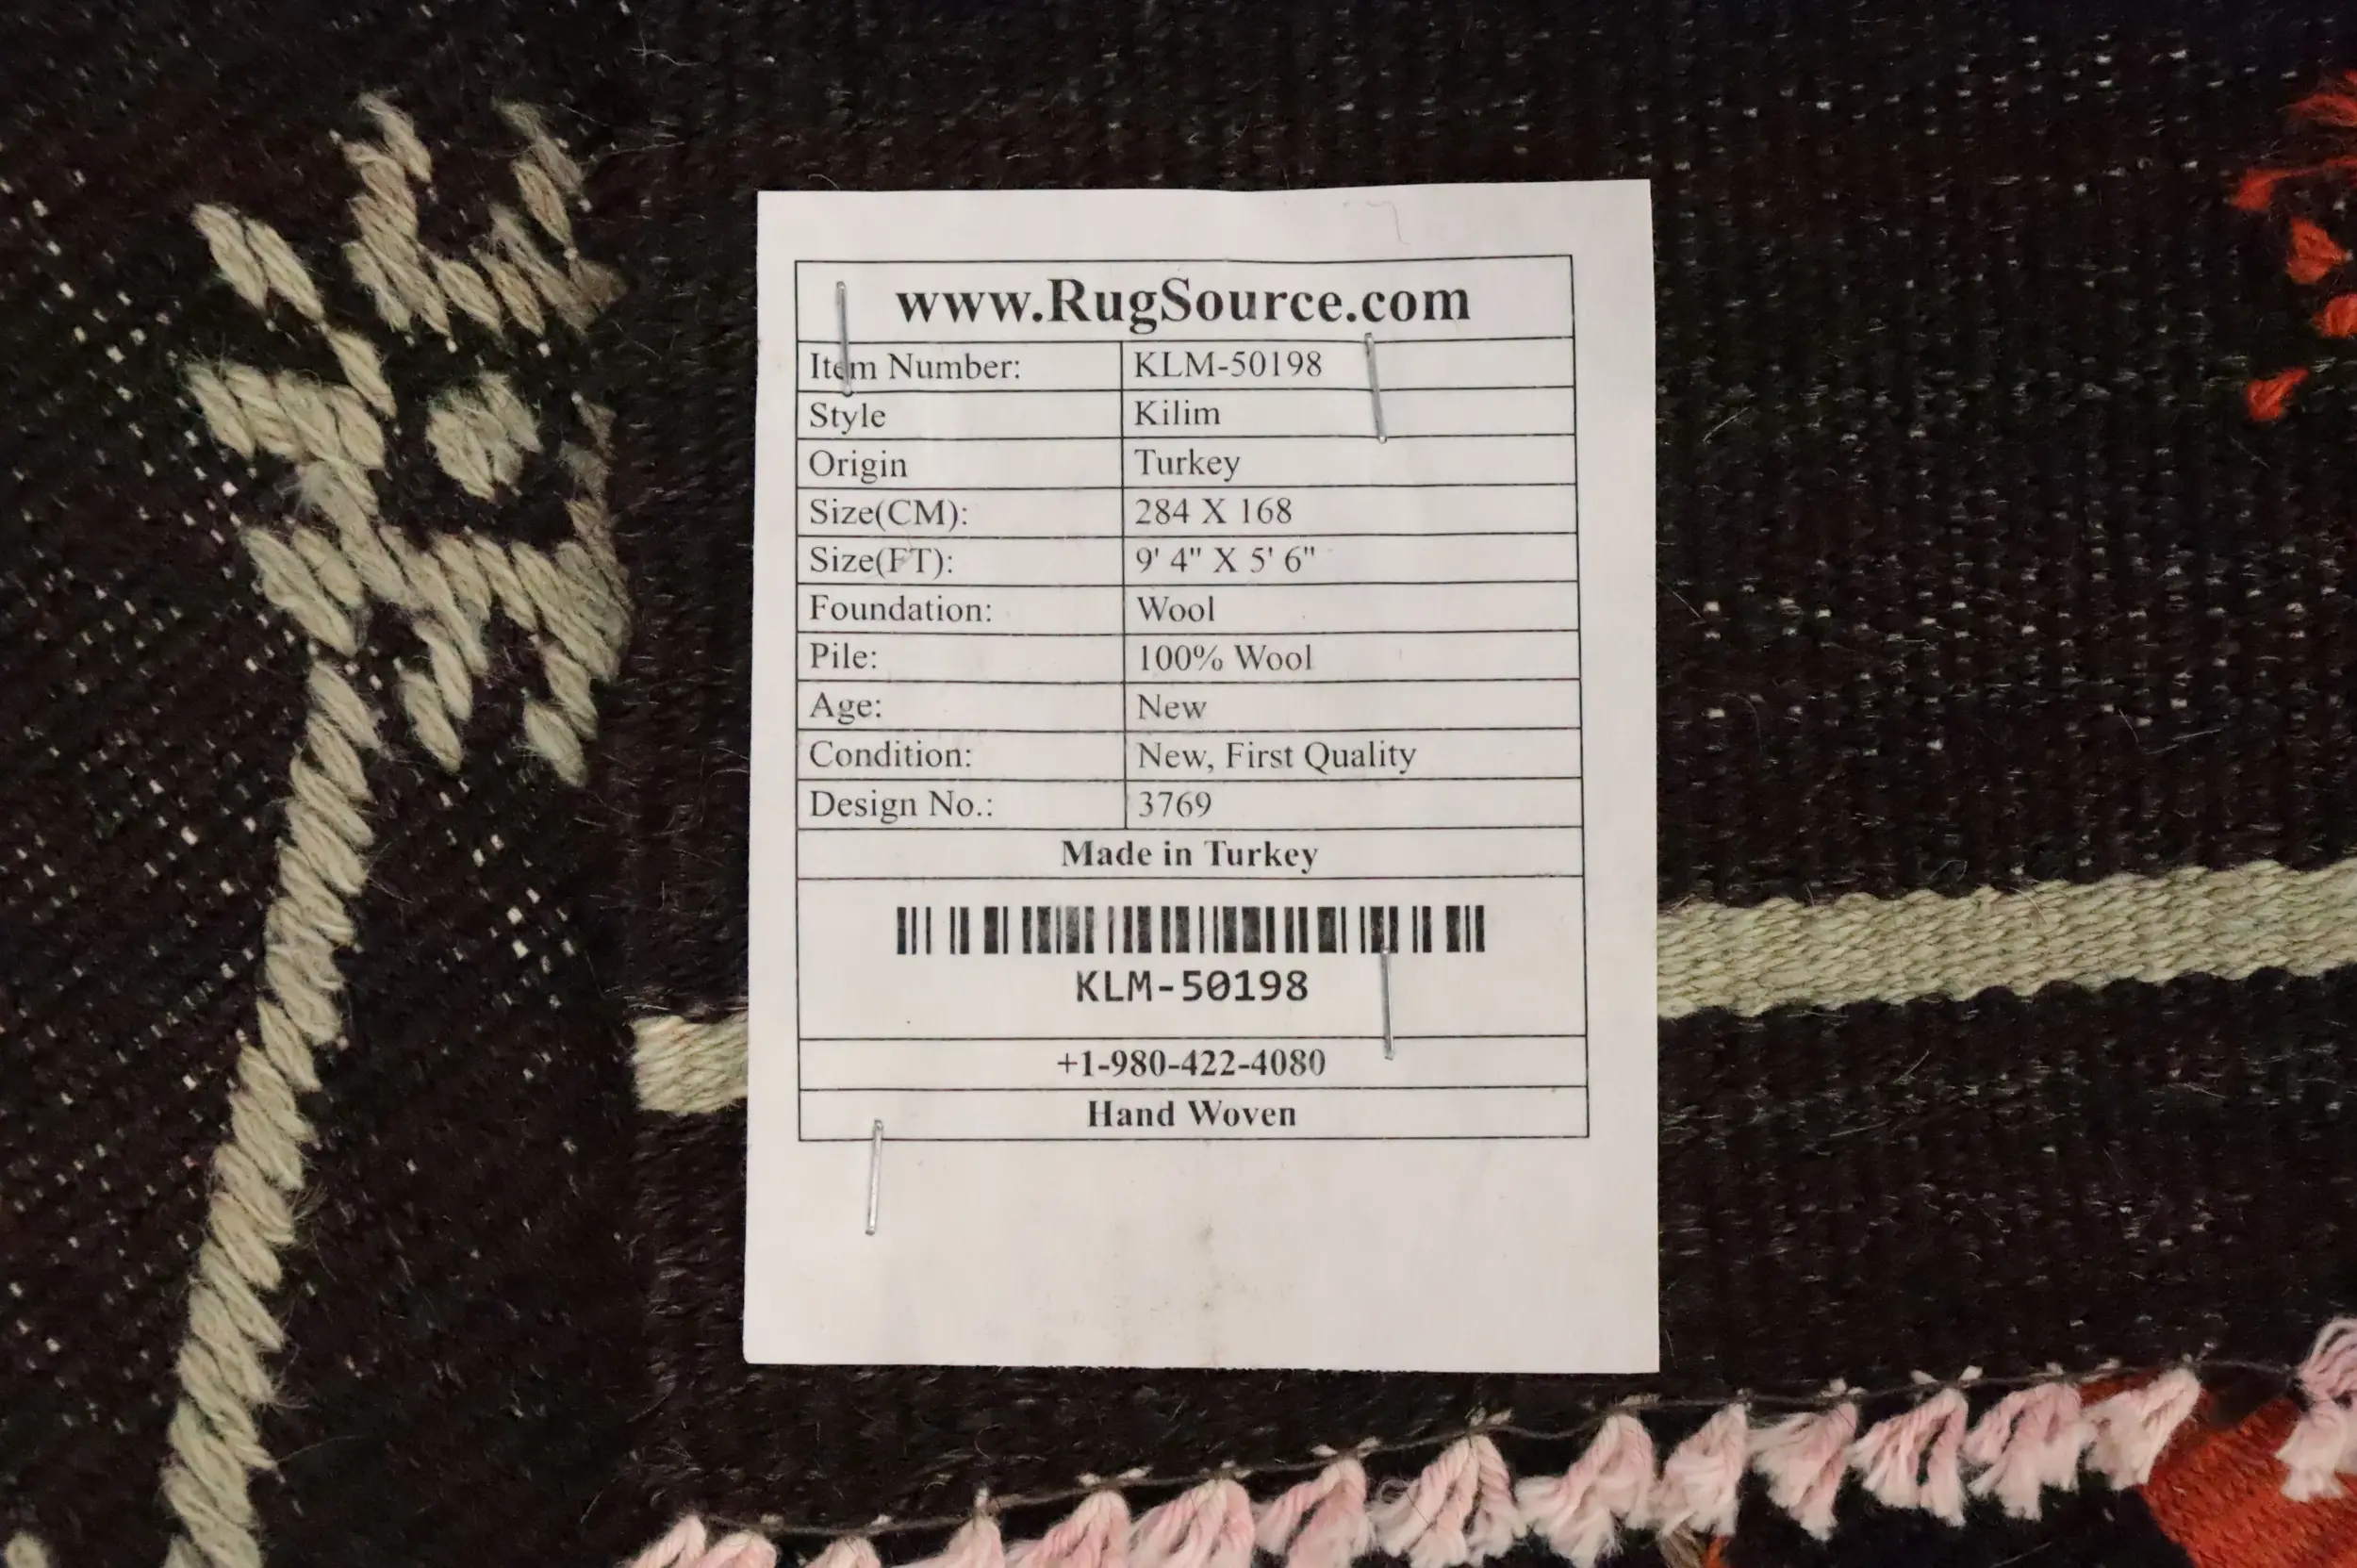 www.RugSource.com
Item Number: KLM-50198
Style Kilim
Origin Turkey
Size(CM): 284 X 168
Size(FT): 9' 4" X 5' 6"
Foundation: Wool
Pile: 100% Wool
Age: New
Condition: New, First Quality
Design No.: 3769
Made in Turkey
KLM-50198
+1-980-422-4080
Hand Woven